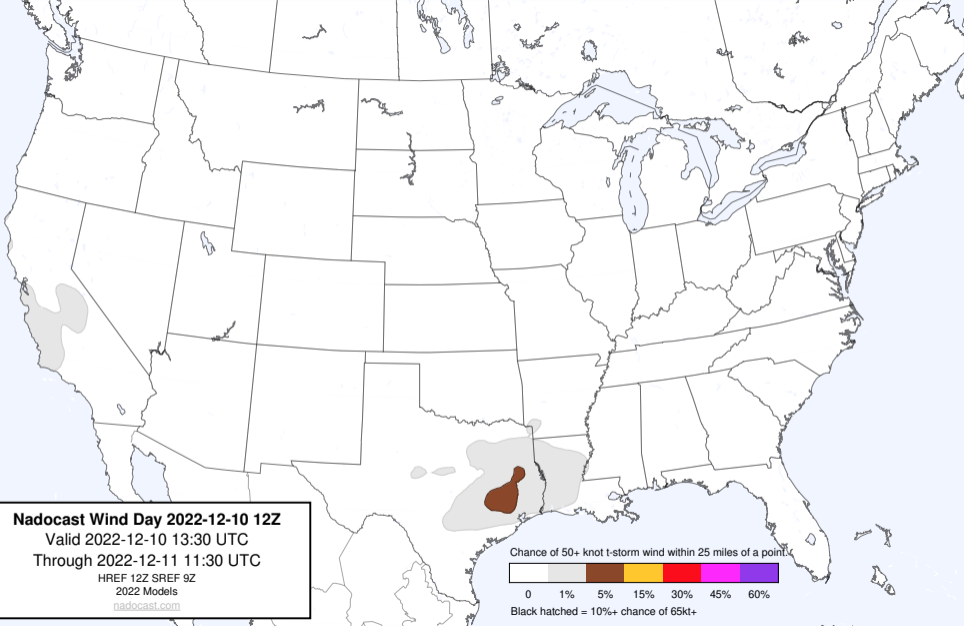 Nadocast Wind Day 2022-12-10 12Z
Valid 2022-12-10 13:30 UTC
Through 2022-12-11 11:30 UTC
HREF 12Z SREF 9Z
2022 Models
nadocast.com
Chance of 50+ knot t-storm wind within 25 miles of a point.
0 1% 5% 15% 30% 45% 60%
Black hatched = 10%+ chance of 65kt+